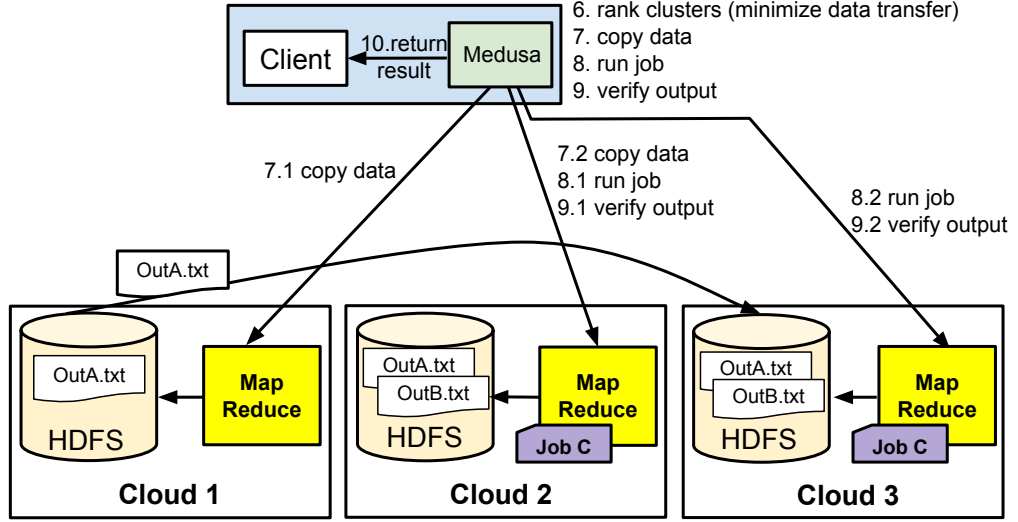 6. rank clusters (minimize data transfer)
7. copy data
8. run job
9. verify output
Client
10.return
result
Medusa
7.1 copy data
7.2 copy data
8.1 run job
9.1 verify output
8.2 run job
9.2 verify output
OutA.txt
OutA.txt
HDFS
Map
Reduce
Cloud 1
OutA.txt
OutB.txt
HDFS
Map
Reduce
Job C
Cloud 2
OutA.txt
OutB.txt
HDFS
Map
Reduce
Job C
Cloud 3